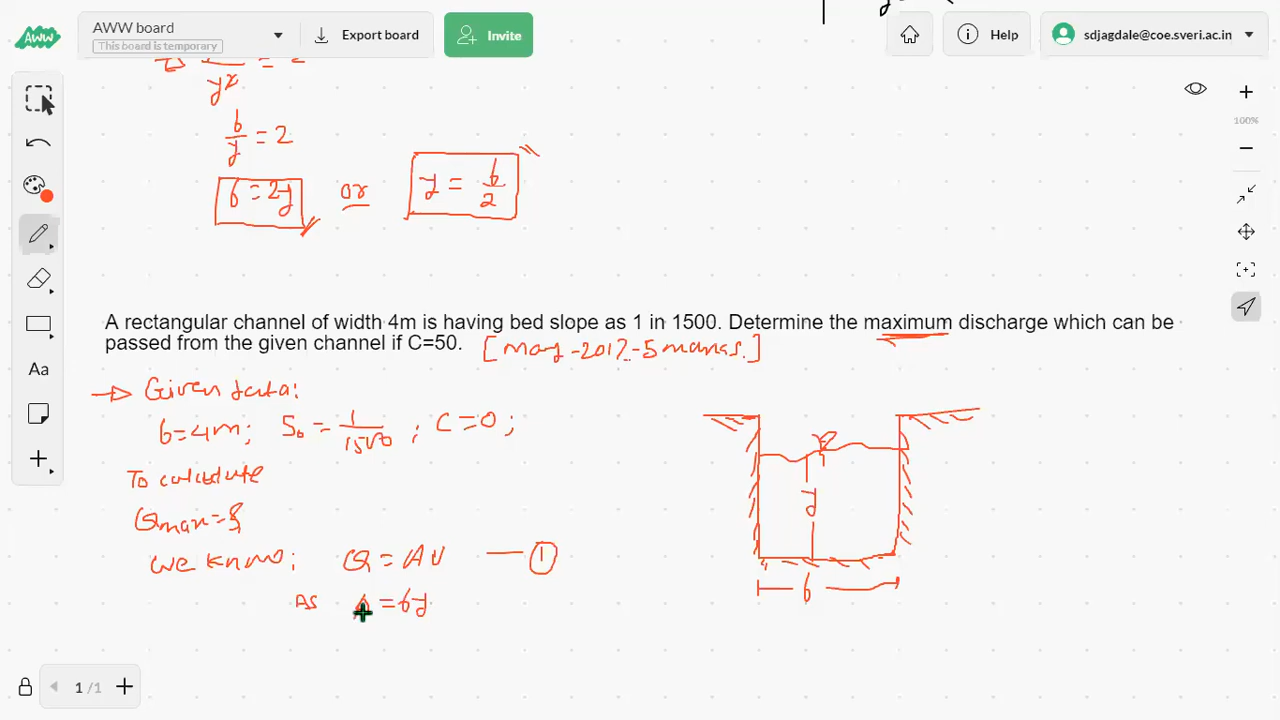 AWW board
This board is temporary
Export board
Invite
Help
sdjagdale@coe.sveri.ac.in
AWW
100%
y²
b/y = 2
b = 2y or y = b/2
A rectangular channel of width 4m is having bed slope as 1 in 1500. Determine the maximum discharge which can be
passed from the given channel if C=50. [May-2017-5 marks.]
Given data:
b=4m; S₀ = 1/1500 ; C=0;
To calculate
Qmax=?
We know; Q = AV — ①
As A = by
y
b
Aa
1 /1